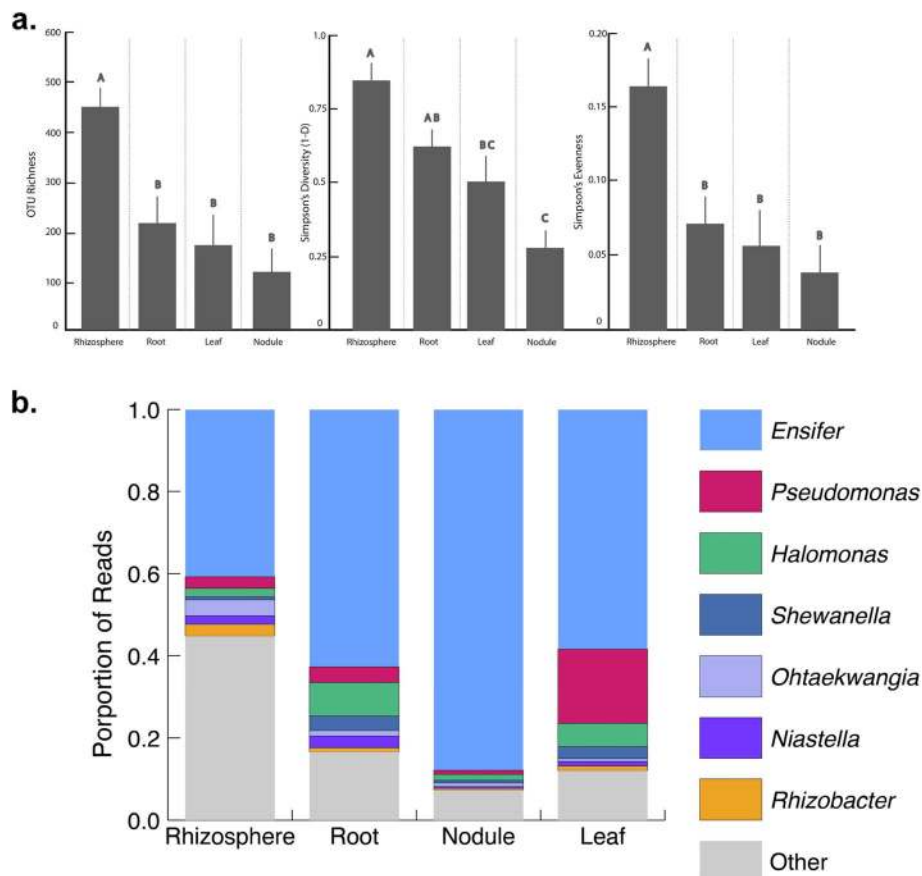 a.
600
500
400
300
200
100
0
OTU Richness
A
B
B
B
Rhizosphere Root Leaf Nodule
1.0
0.75
0.5
0.25
0
Simpson's Diversity (1-D)
A
A B
B C
C
Rhizosphere Root Leaf Nodule
0.20
0.15
0.10
0.05
0
Simpson's Evenness
A
B
B
B
Rhizosphere Root Leaf Nodule
b.
1.0
0.8
0.6
0.4
0.2
0.0
Porportion of Reads
Rhizosphere Root Nodule Leaf
Ensifer
Pseudomonas
Halomonas
Shewanella
Ohtaekwangia
Niastella
Rhizobacter
Other